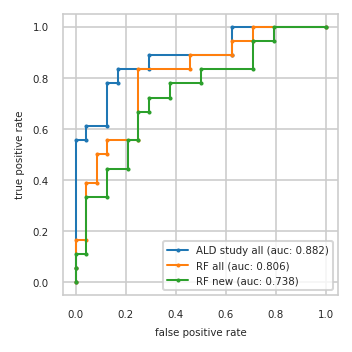 1.0
0.8
0.6
0.4
0.2
0.0
true positive rate
ALD study all (auc: 0.882)
RF all (auc: 0.806)
RF new (auc: 0.738)
0.0 0.2 0.4 0.6 0.8 1.0
false positive rate